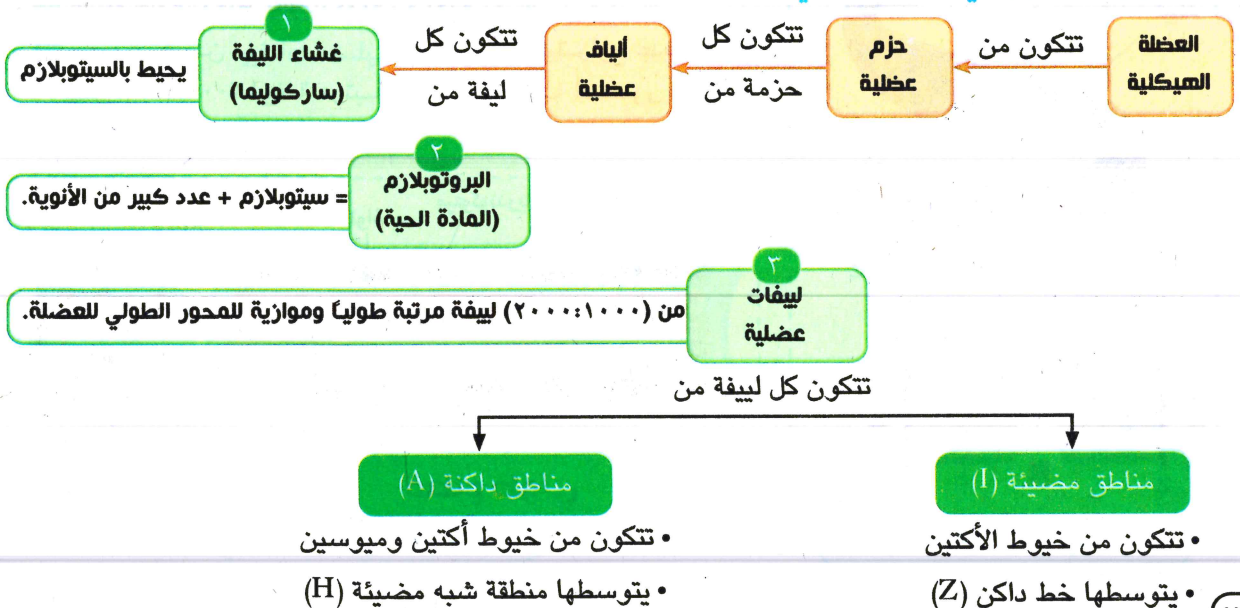 العضلة
الهيكلية
تتكون من
حزم
عضلية
تتكون كل
حزمة من
ألياف
عضلية
تتكون كل
ليفة من
١
غشاء الليفة
(ساركوليما)
يحيط بالسيتوبلازم
٢
البروتوبلازم
(المادة الحية)
= سيتوبلازم + عدد كبير من الأنوية.
٣
لييفات
عضلية
من (١٠٠٠:٢٠٠٠) لييفة مرتبة طولياً وموازية للمحور الطولي للعضلة.
تتكون كل لييفة من
مناطق مضيئة (I)
• تتكون من خيوط الأكتين
• يتوسطها خط داكن (Z)
مناطق داكنة (A)
• تتكون من خيوط أكتين وميوسين
• يتوسطها منطقة شبه مضيئة (H)